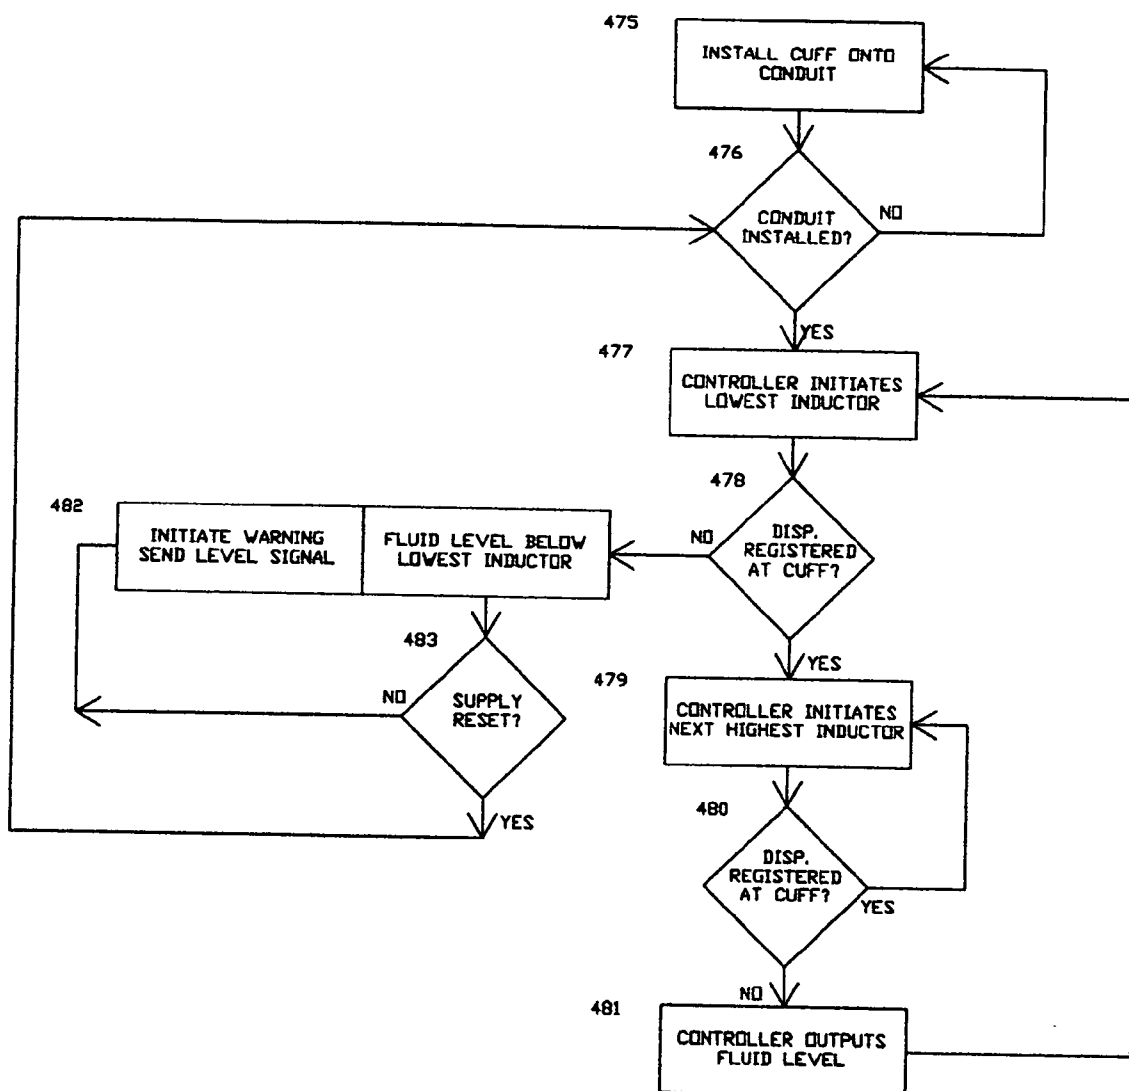 475
INSTALL CUFF ONTO
CONDUIT
476
CONDUIT
INSTALLED?
NO
YES
477
CONTROLLER INITIATES
LOWEST INDUCTOR
478
DISP.
REGISTERED
AT CUFF?
NO
YES
482
INITIATE WARNING
SEND LEVEL SIGNAL
FLUID LEVEL BELOW
LOWEST INDUCTOR
483
SUPPLY
RESET?
NO
YES
479
CONTROLLER INITIATES
NEXT HIGHEST INDUCTOR
480
DISP.
REGISTERED
AT CUFF?
YES
NO
481
CONTROLLER OUTPUTS
FLUID LEVEL